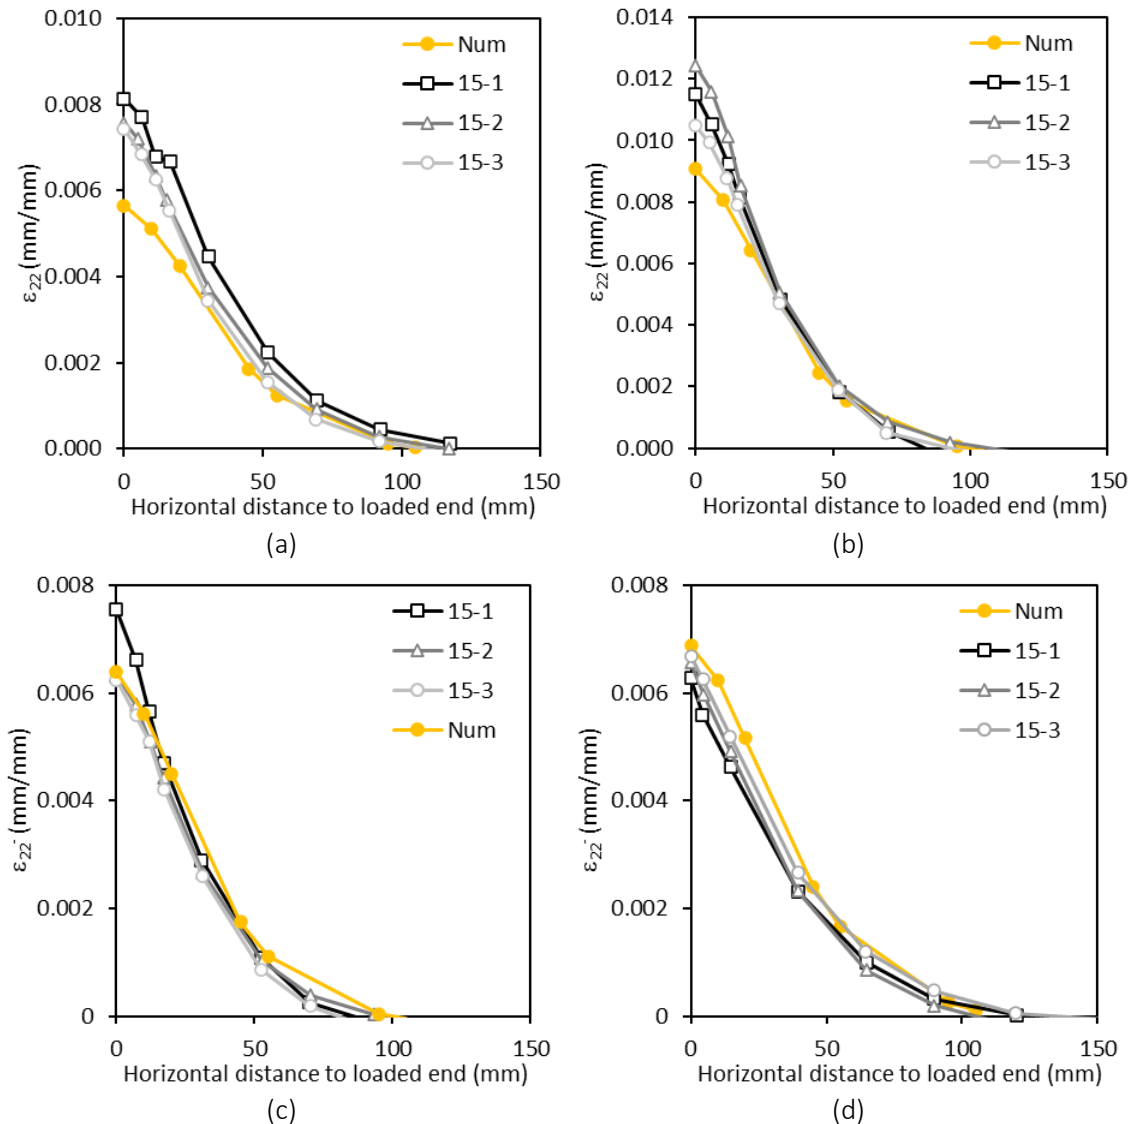 0.010
0.008
0.006
0.004
0.002
0.000
0 50 100 150
ε22 (mm/mm)
Horizontal distance to loaded end (mm)
Num
15-1
15-2
15-3
(a)
0.014
0.012
0.010
0.008
0.006
0.004
0.002
0.000
0 50 100 150
ε22 (mm/mm)
Horizontal distance to loaded end (mm)
Num
15-1
15-2
15-3
(b)
0.008
0.006
0.004
0.002
0
0 50 100 150
ε22- (mm/mm)
Horizontal distance to loaded end (mm)
15-1
15-2
15-3
Num
(c)
0.008
0.006
0.004
0.002
0
0 50 100 150
ε22- (mm/mm)
Horizontal distance to loaded end (mm)
Num
15-1
15-2
15-3
(d)